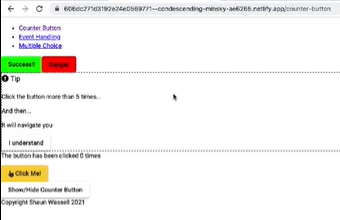 606dc271d3192e24e0569771--condescending-minsky-ae6265.netlify.app/counter-button
Counter Button
Event Handling
Multiple Choice
Success!! Danger
Tip
Click the button more than 5 times...
And then...
It will navigate you
I understand
The button has been clicked 0 times
Click Me!
Show/Hide Counter Button
Copyright Shaun Wassell 2021